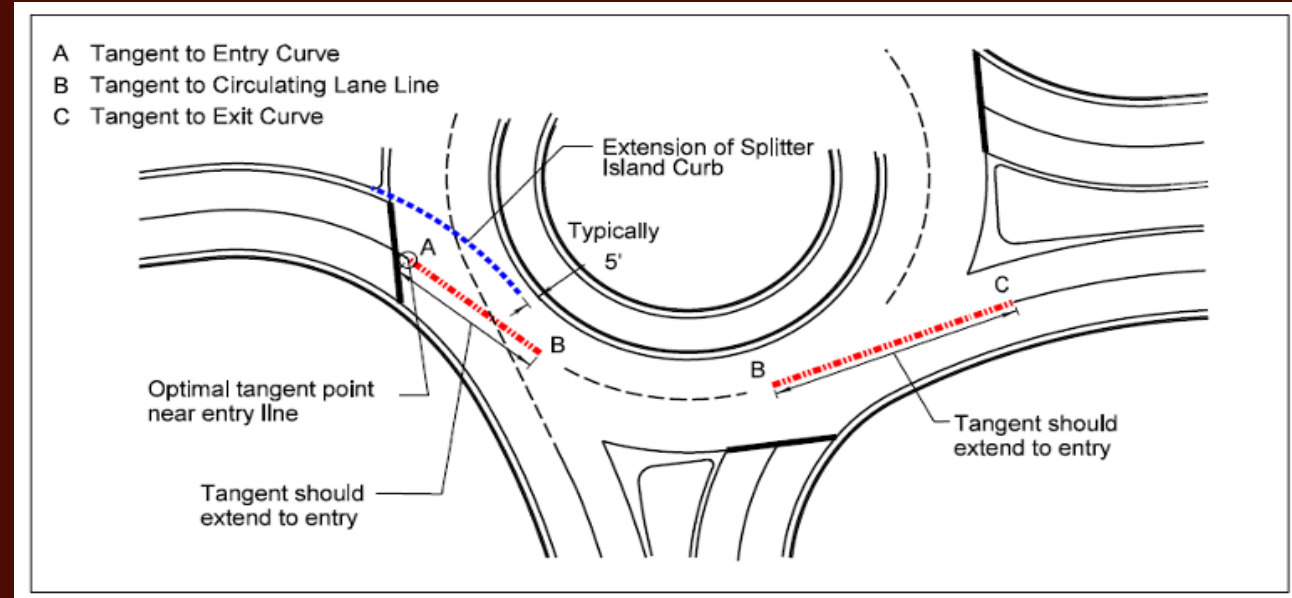 A Tangent to Entry Curve
B Tangent to Circulating Lane Line
C Tangent to Exit Curve
Extension of Splitter
Island Curb
Typically
5'
A
B
C
B
Optimal tangent point
near entry line
Tangent should
extend to entry
Tangent should
extend to entry